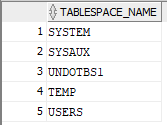 TABLESPACE_NAME
1 SYSTEM
2 SYSAUX
3 UNDOTBS1
4 TEMP
5 USERS